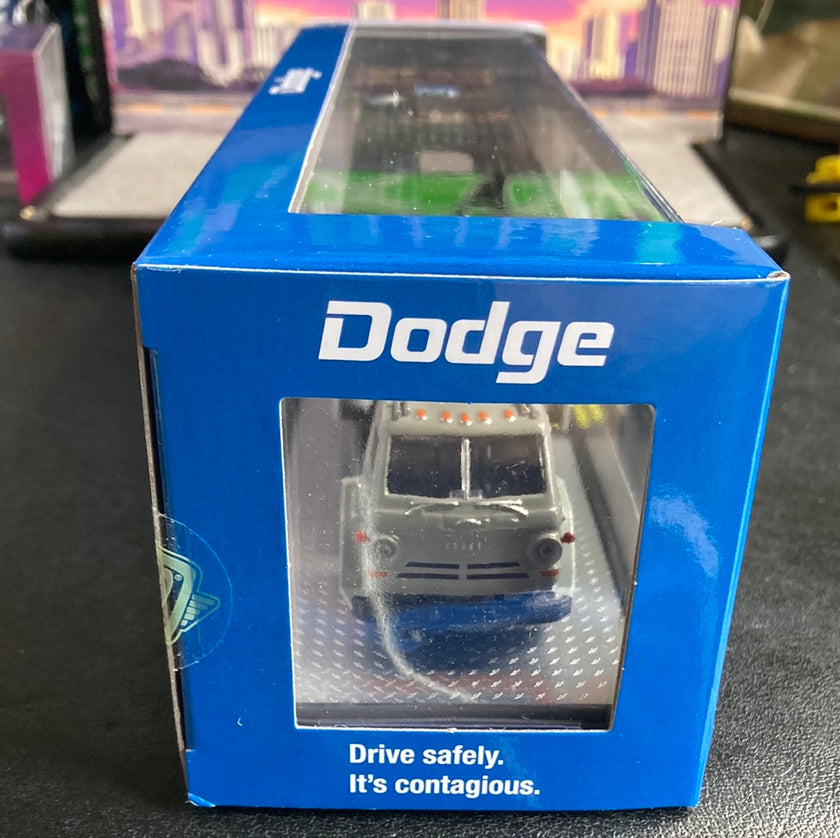 Dodge
Drive safely.
It's contagious.